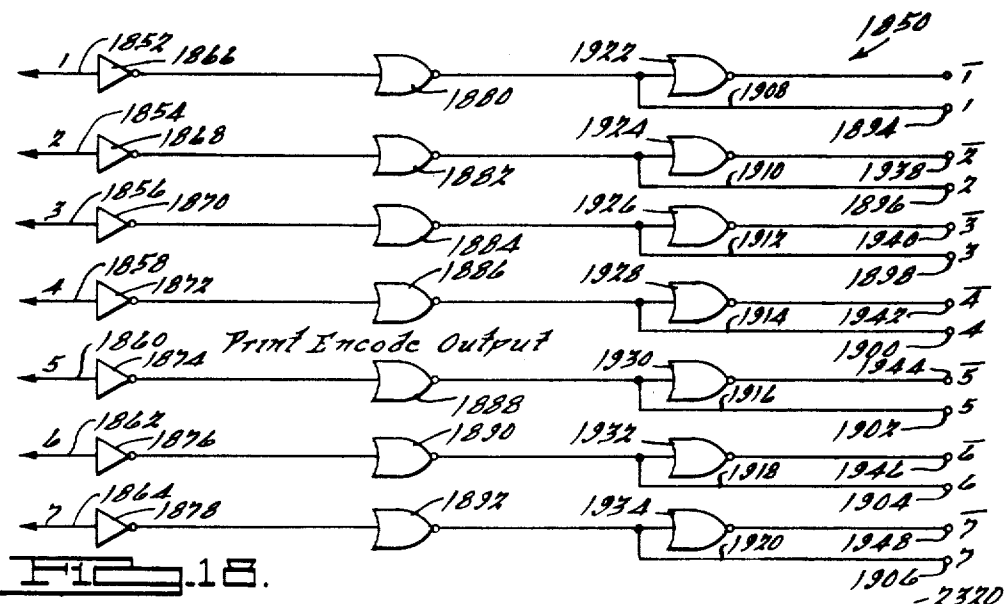 1850
1 1852 1866 1880 1922 1908 1̅
1894 1
2 1854 1868 1882 1924 1910 1938 2̅
1896 2
3 1856 1870 1884 1926 1912 1940 3̅
1898 3
4 1858 1872 1886 1928 1914 1942 4̅
1900 4
Print Encode Output
5 1860 1874 1888 1930 1916 1944 5̅
1902 5
6 1862 1876 1890 1932 1918 1946 6̅
1904 6
7 1864 1878 1892 1934 1920 1948 7̅
1906 7
Fig.18.
2320